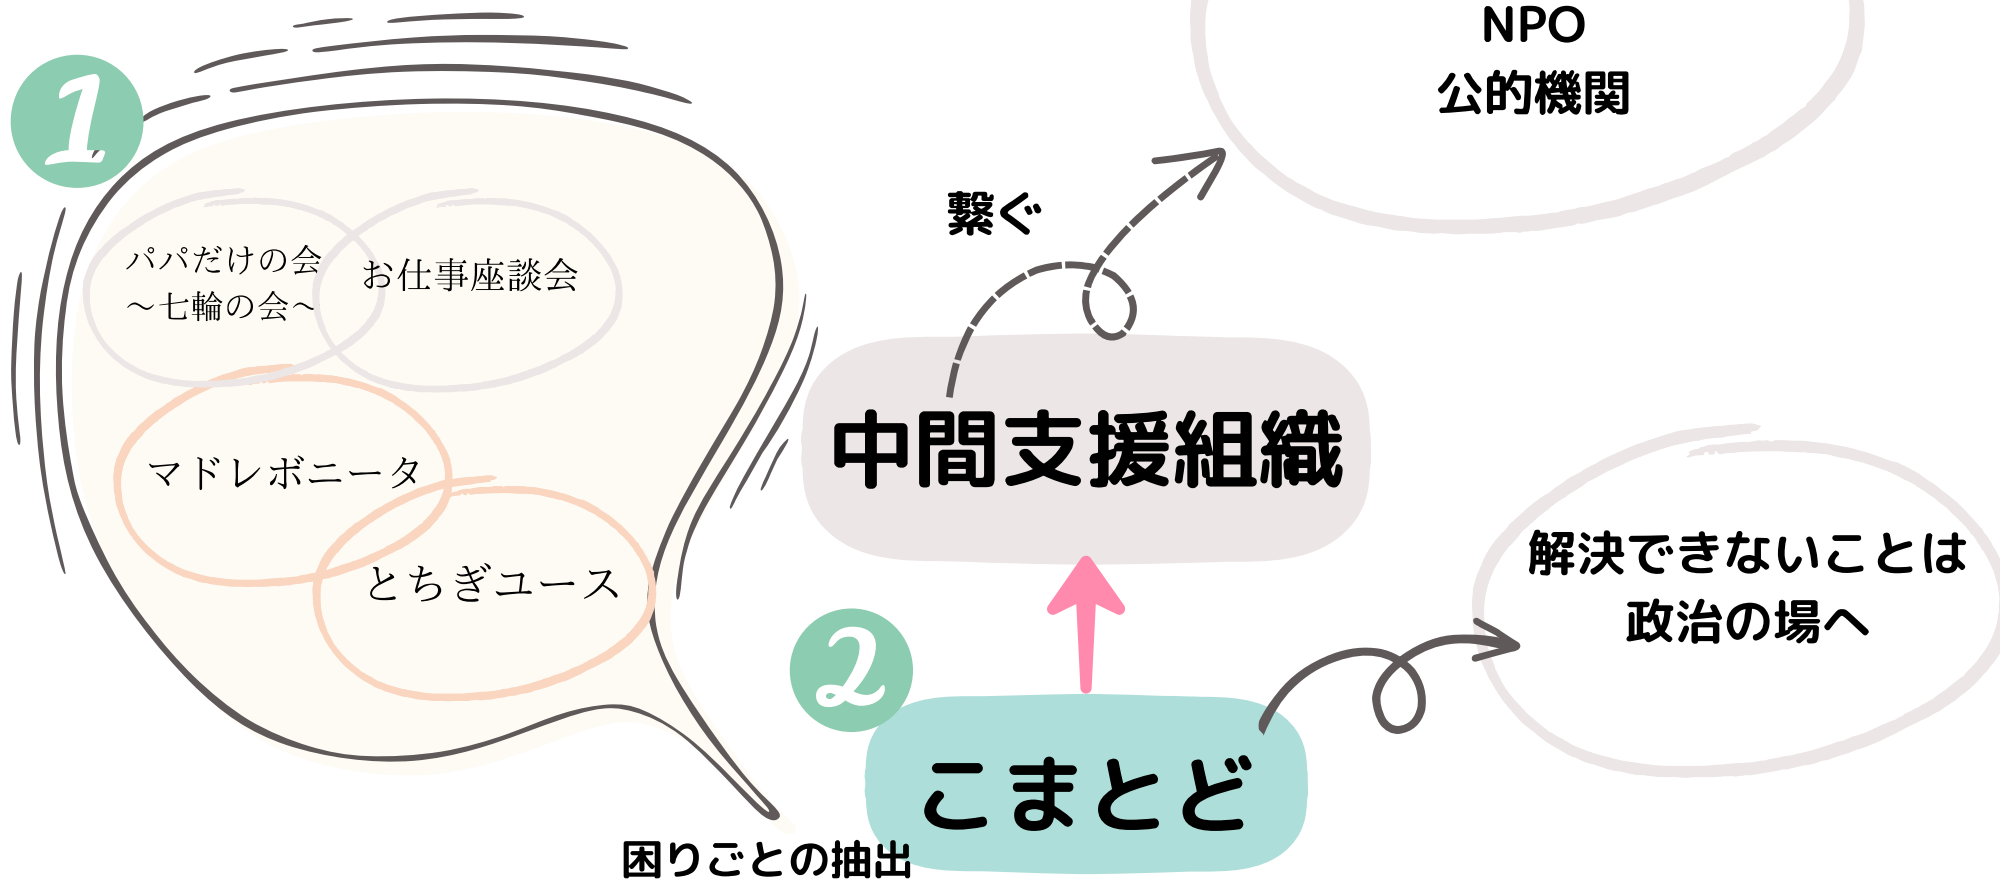 1
パパだけの会
〜七輪の会〜
お仕事座談会
マドレボニータ
とちぎユース
NPO
公的機関
繋ぐ
中間支援組織
解決できないことは
政治の場へ
2
こまとど
困りごとの抽出